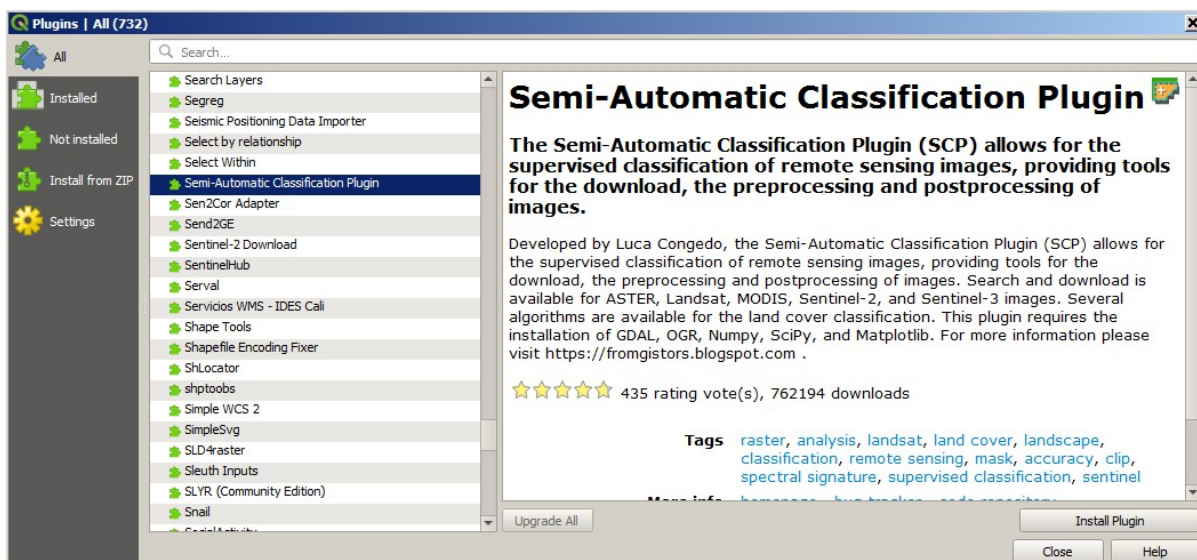 Plugins | All (732)
All
Installed
Not installed
Install from ZIP
Settings
Search...
Search Layers
Segreg
Seismic Positioning Data Importer
Select by relationship
Select Within
Semi-Automatic Classification Plugin
Sen2Cor Adapter
Send2GE
Sentinel-2 Download
SentinelHub
Serval
Servicios WMS - IDES Cali
Shape Tools
Shapefile Encoding Fixer
ShLocator
shptoobs
Simple WCS 2
SimpleSvg
SLD4raster
Sleuth Inputs
SLYR (Community Edition)
Snail
SocialActivity
Semi-Automatic Classification Plugin
The Semi-Automatic Classification Plugin (SCP) allows for the
supervised classification of remote sensing images, providing tools
for the download, the preprocessing and postprocessing of
images.
Developed by Luca Congedo, the Semi-Automatic Classification Plugin (SCP) allows for
the supervised classification of remote sensing images, providing tools for the
download, the preprocessing and postprocessing of images. Search and download is
available for ASTER, Landsat, MODIS, Sentinel-2, and Sentinel-3 images. Several
algorithms are available for the land cover classification. This plugin requires the
installation of GDAL, OGR, Numpy, SciPy, and Matplotlib. For more information please
visit https://fromgistors.blogspot.com .
435 rating vote(s), 762194 downloads
Tags raster, analysis, landsat, land cover, landscape,
classification, remote sensing, mask, accuracy, clip,
spectral signature, supervised classification, sentinel
More info homepage bug tracker code repository
Upgrade All
Install Plugin
Close
Help